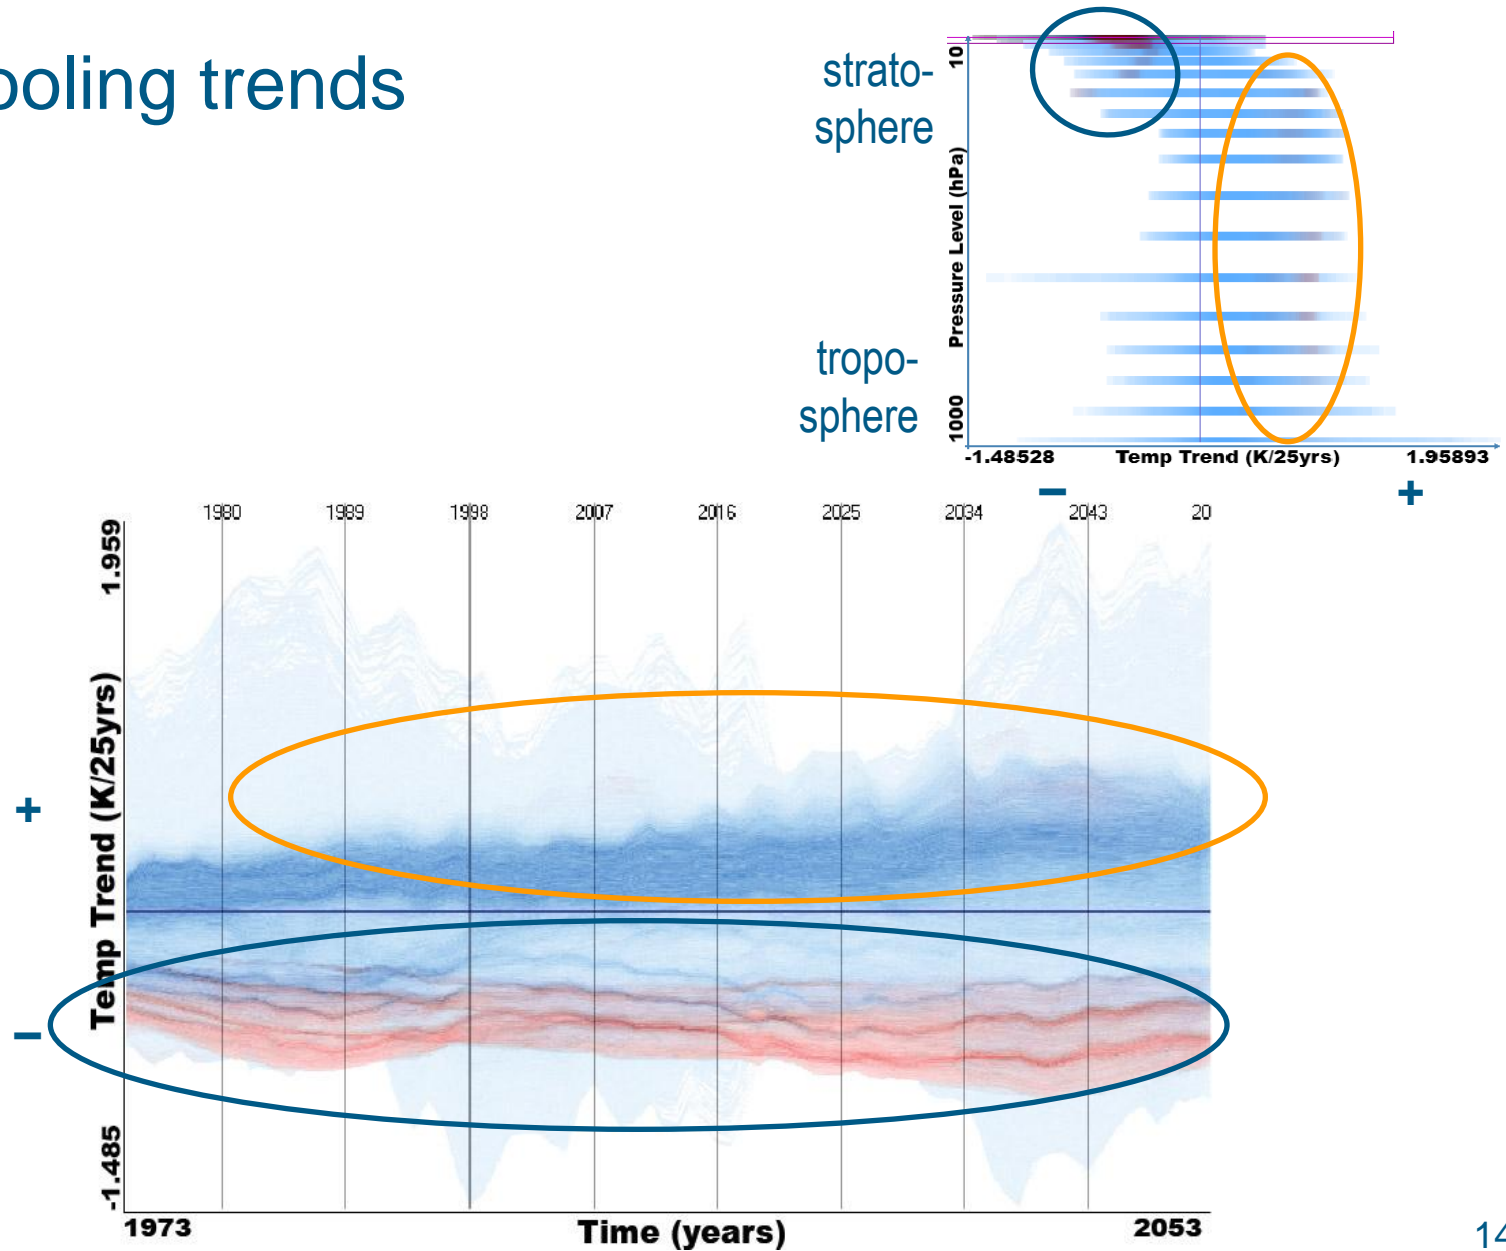 ooling trends
strato-
sphere
tropo-
sphere
10
Pressure Level (hPa)
1000
-1.48528 Temp Trend (K/25yrs) 1.95893
− +
1980 1989 1998 2007 2016 2025 2034 2043 20
1.959
Temp Trend (K/25yrs)
-1.485
+
−
1973 Time (years) 2053
14